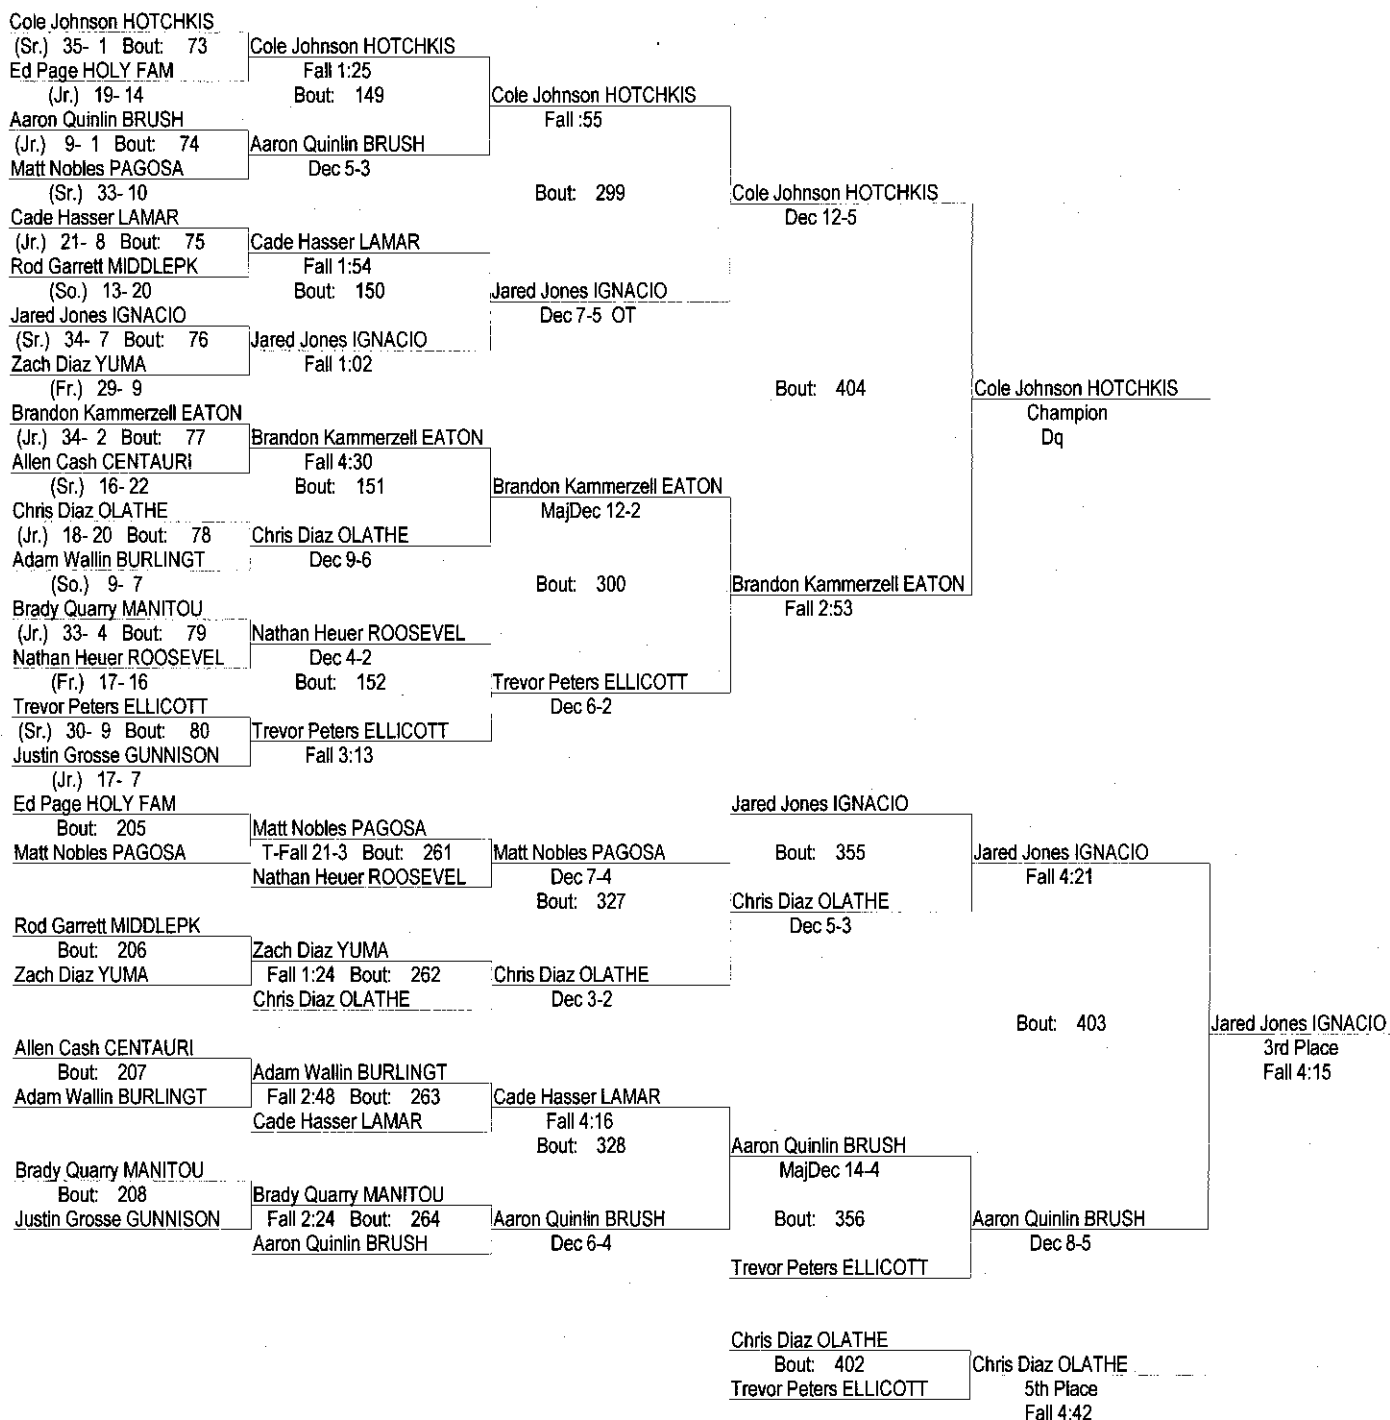 Cole Johnson HOTCHKIS
(Sr.) 35- 1 Bout: 73
Cole Johnson HOTCHKIS
Ed Page HOLY FAM
Fall 1:25
(Jr.) 19- 14
Bout: 149
Cole Johnson HOTCHKIS
Aaron Quinlin BRUSH
Fall :55
(Jr.) 9- 1 Bout: 74
Aaron Quinlin BRUSH
Matt Nobles PAGOSA
Dec 5-3
(Sr.) 33- 10
Bout: 299
Cole Johnson HOTCHKIS
Cade Hasser LAMAR
Dec 12-5
(Jr.) 21- 8 Bout: 75
Cade Hasser LAMAR
Rod Garrett MIDDLEPK
Fall 1:54
(So.) 13- 20
Bout: 150
Jared Jones IGNACIO
Jared Jones IGNACIO
Dec 7-5 OT
(Sr.) 34- 7 Bout: 76
Jared Jones IGNACIO
Zach Diaz YUMA
Fall 1:02
(Fr.) 29- 9
Bout: 404
Cole Johnson HOTCHKIS
Brandon Kammerzell EATON
Champion
(Jr.) 34- 2 Bout: 77
Brandon Kammerzell EATON
Dq
Allen Cash CENTAURI
Fall 4:30
(Sr.) 16- 22
Bout: 151
Brandon Kammerzell EATON
Chris Diaz OLATHE
MajDec 12-2
(Jr.) 18- 20 Bout: 78
Chris Diaz OLATHE
Adam Wallin BURLINGT
Dec 9-6
(So.) 9- 7
Bout: 300
Brandon Kammerzell EATON
Brady Quarry MANITOU
Fall 2:53
(Jr.) 33- 4 Bout: 79
Nathan Heuer ROOSEVEL
Nathan Heuer ROOSEVEL
Dec 4-2
(Fr.) 17- 16
Bout: 152
Trevor Peters ELLICOTT
Trevor Peters ELLICOTT
Dec 6-2
(Sr.) 30- 9 Bout: 80
Trevor Peters ELLICOTT
Justin Grosse GUNNISON
Fall 3:13
(Jr.) 17- 7
Ed Page HOLY FAM
Jared Jones IGNACIO
Bout: 205
Matt Nobles PAGOSA
Matt Nobles PAGOSA
T-Fall 21-3 Bout: 261
Matt Nobles PAGOSA
Bout: 355
Jared Jones IGNACIO
Nathan Heuer ROOSEVEL
Dec 7-4
Fall 4:21
Bout: 327
Chris Diaz OLATHE
Rod Garrett MIDDLEPK
Dec 5-3
Bout: 206
Zach Diaz YUMA
Zach Diaz YUMA
Fall 1:24 Bout: 262
Chris Diaz OLATHE
Chris Diaz OLATHE
Dec 3-2
Bout: 403
Jared Jones IGNACIO
Allen Cash CENTAURI
3rd Place
Bout: 207
Adam Wallin BURLINGT
Fall 4:15
Adam Wallin BURLINGT
Fall 2:48 Bout: 263
Cade Hasser LAMAR
Cade Hasser LAMAR
Fall 4:16
Bout: 328
Aaron Quinlin BRUSH
Brady Quarry MANITOU
MajDec 14-4
Bout: 208
Brady Quarry MANITOU
Justin Grosse GUNNISON
Fall 2:24 Bout: 264
Aaron Quinlin BRUSH
Bout: 356
Aaron Quinlin BRUSH
Aaron Quinlin BRUSH
Dec 6-4
Dec 8-5
Trevor Peters ELLICOTT
Chris Diaz OLATHE
Bout: 402
Chris Diaz OLATHE
Trevor Peters ELLICOTT
5th Place
Fall 4:42